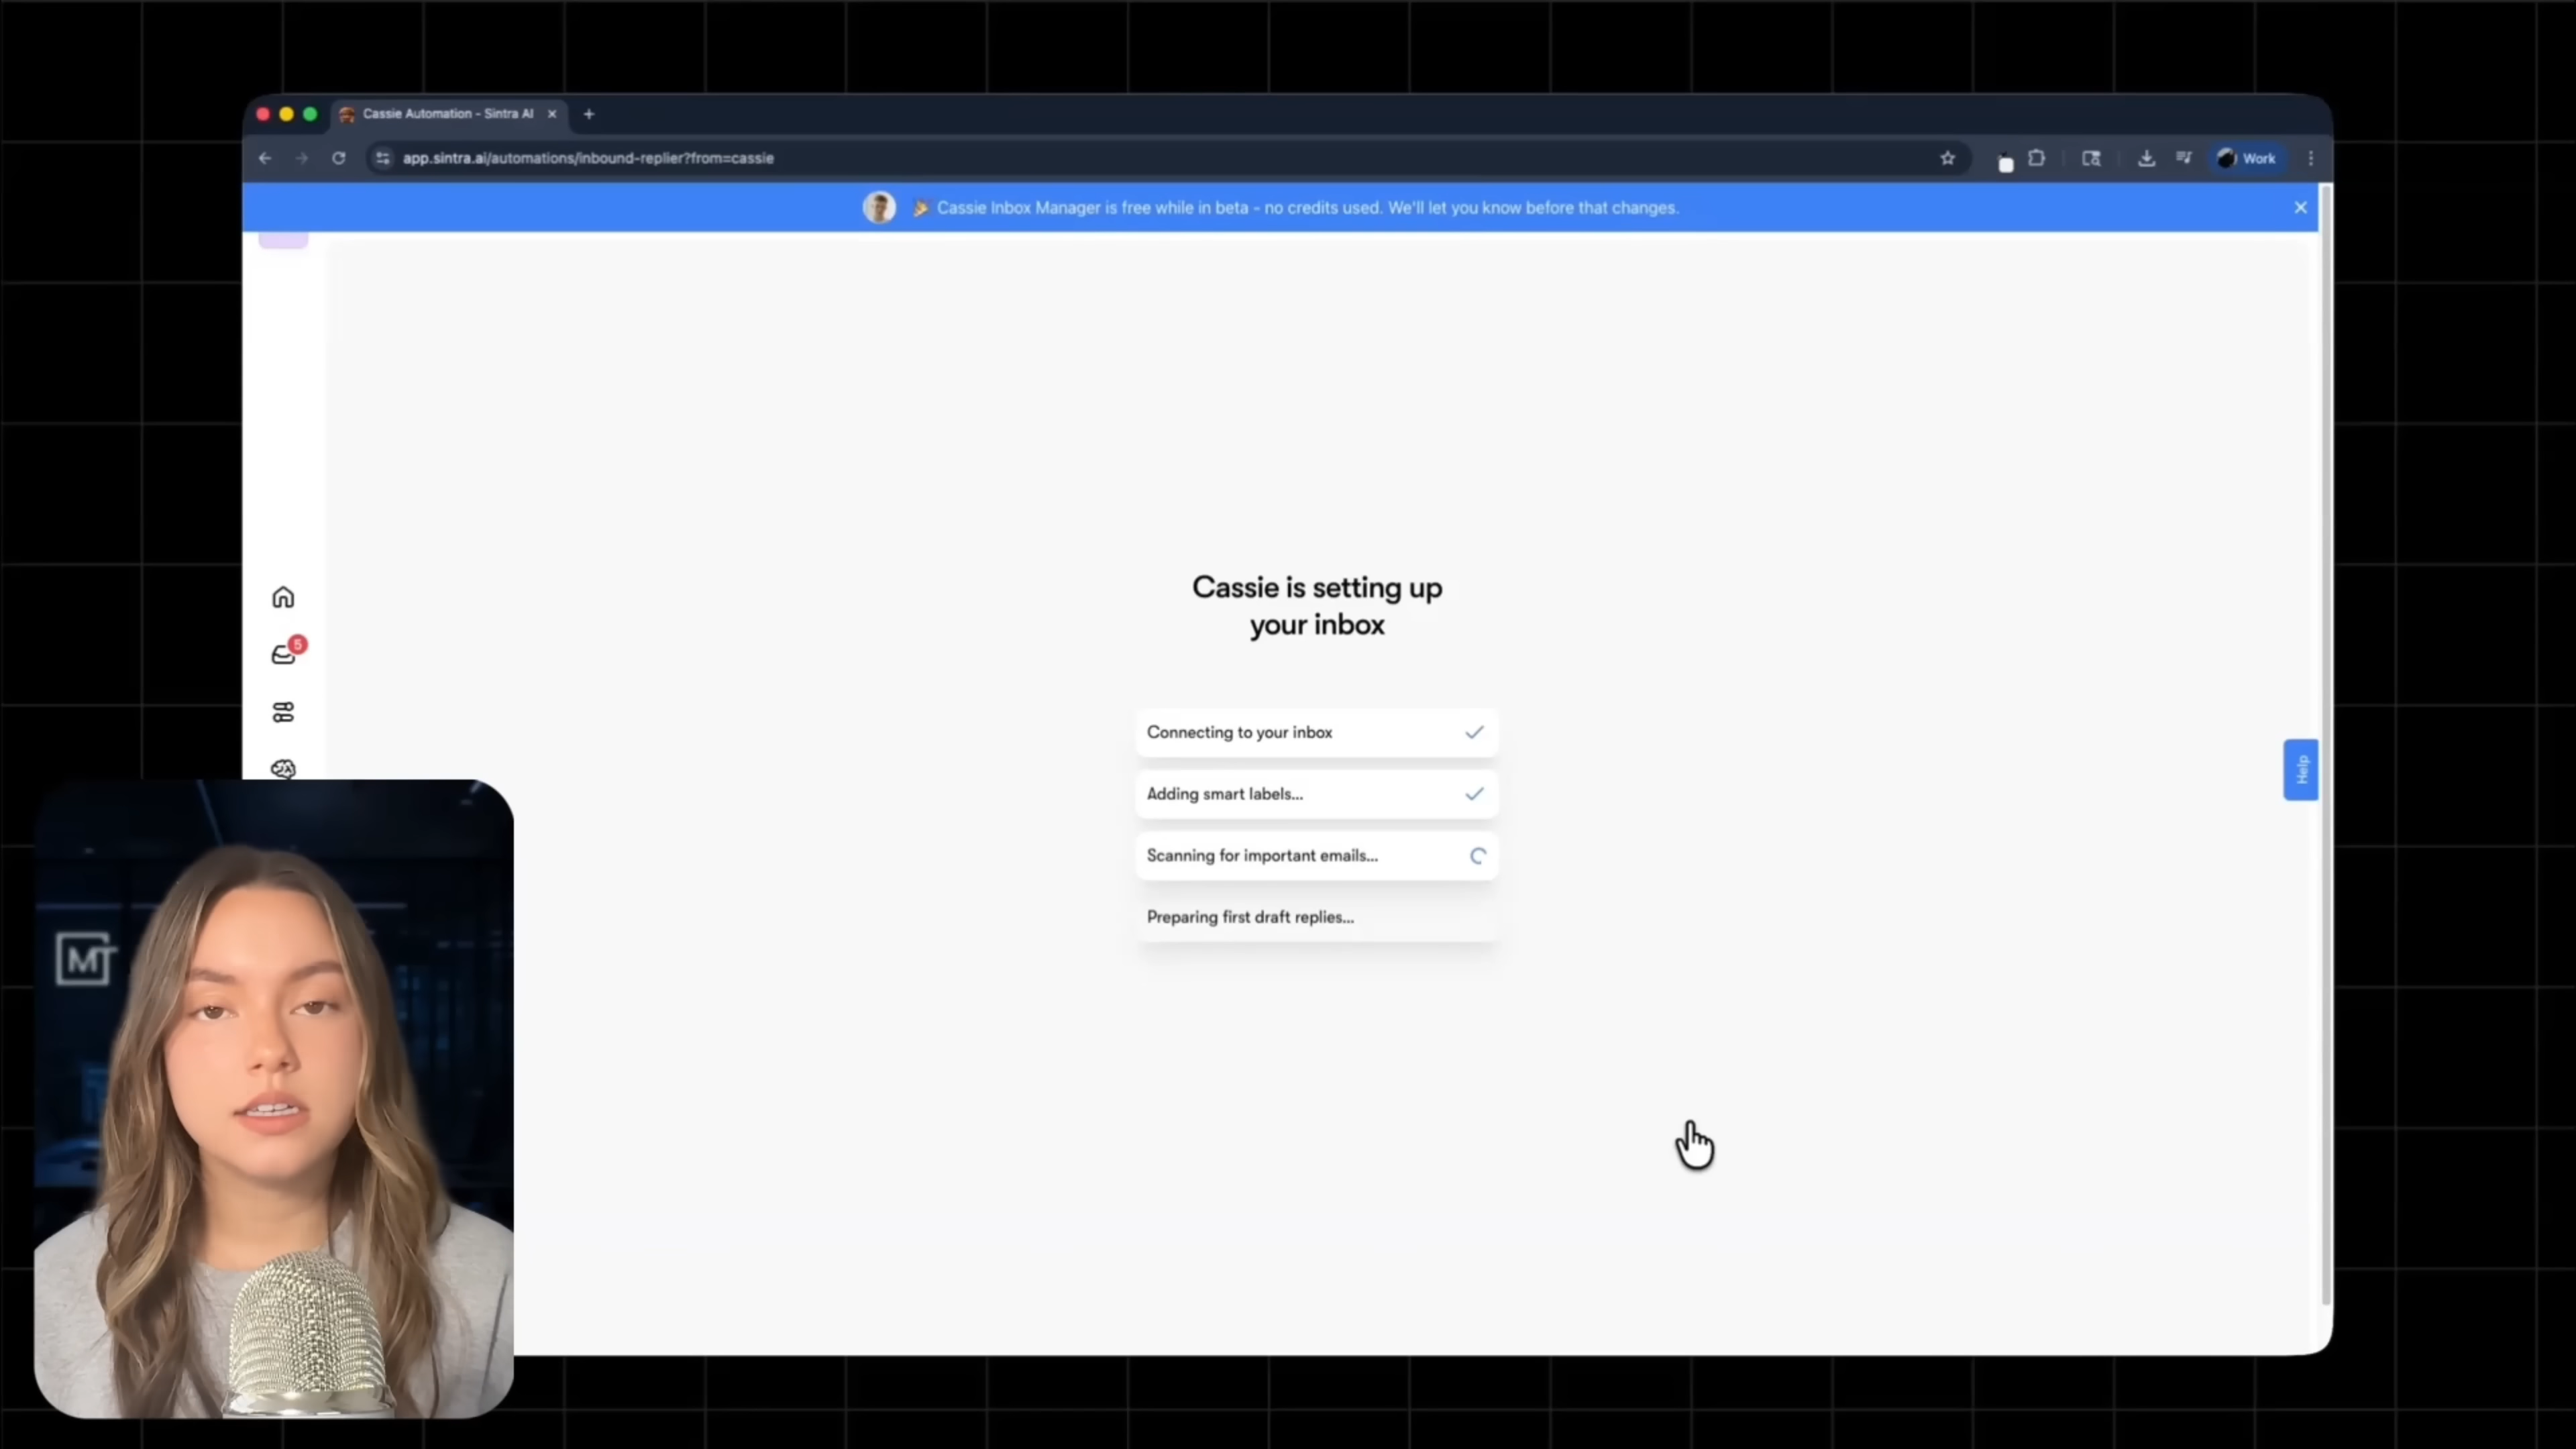 Cassie Automation - Sintra AI
app.sintra.ai/automations/inbound-replier?from=cassie
Work
Cassie Inbox Manager is free while in beta - no credits used. We'll let you know before that changes.
5
Cassie is setting up
your inbox
Connecting to your inbox
Adding smart labels...
Scanning for important emails...
Preparing first draft replies...
Help
MT